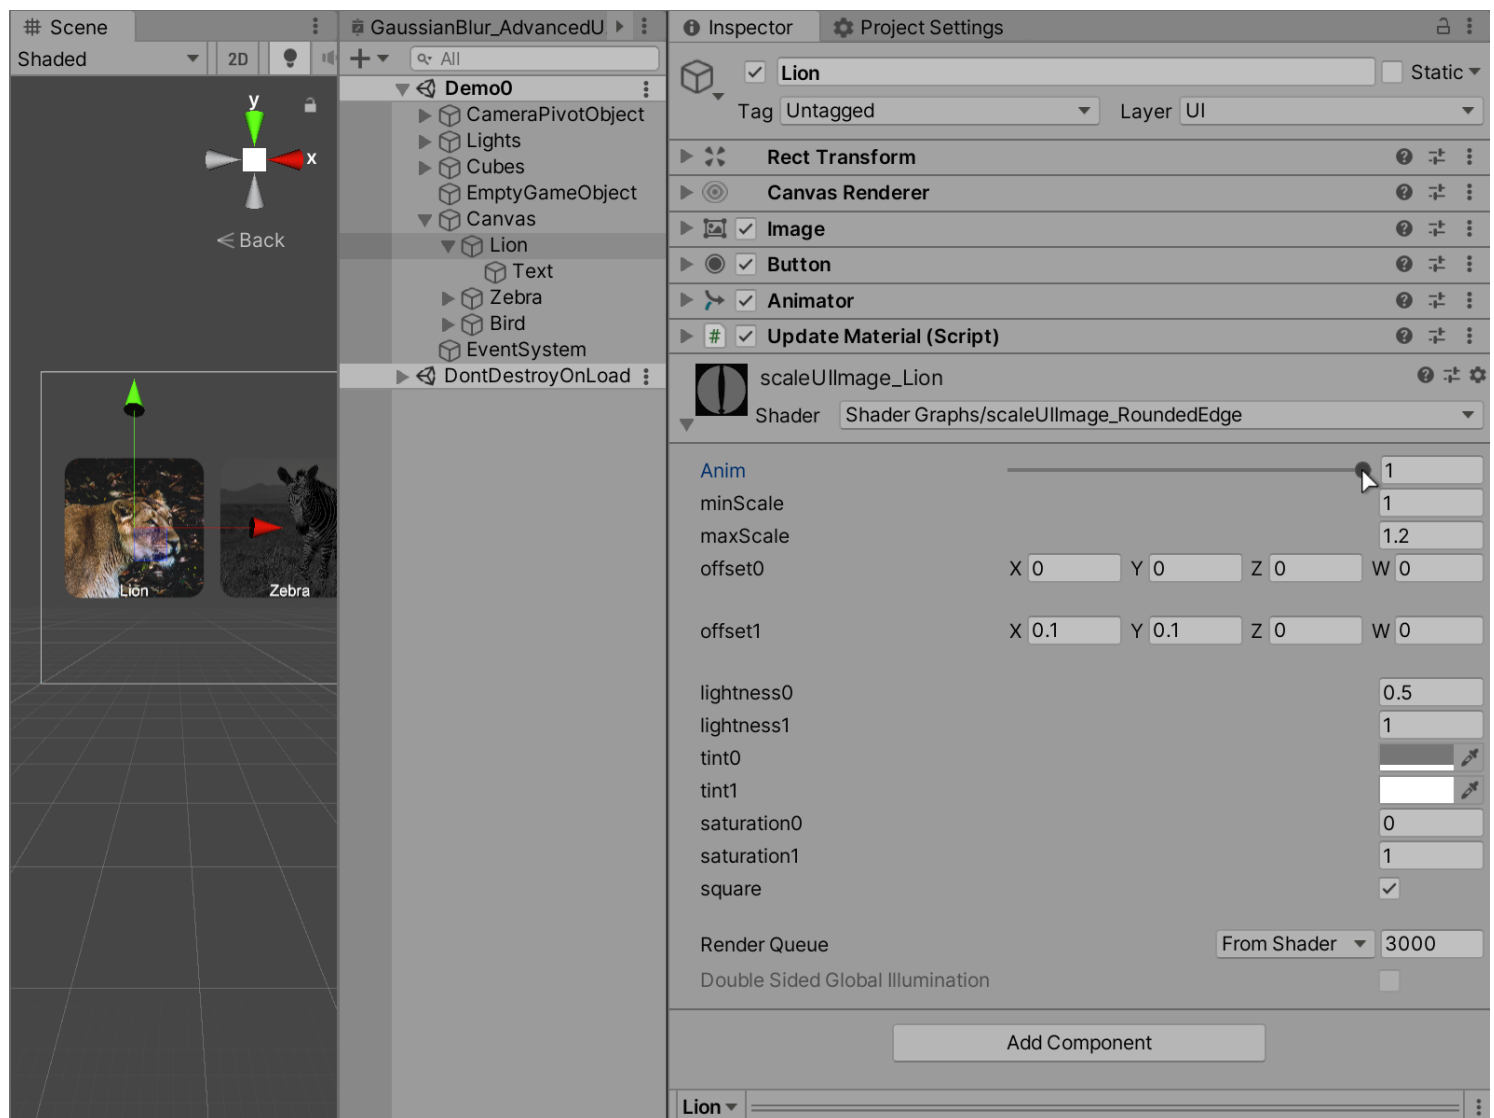 Scene
Shaded
2D
y
x
Back
Lion
Zebra
GaussianBlur_AdvancedU
All
Demo0
CameraPivotObject
Lights
Cubes
EmptyGameObject
Canvas
Lion
Text
Zebra
Bird
EventSystem
DontDestroyOnLoad
Inspector
Project Settings
Lion
Static
Tag Untagged
Layer UI
Rect Transform
Canvas Renderer
Image
Button
Animator
# Update Material (Script)
scaleUIImage_Lion
Shader Shader Graphs/scaleUIImage_RoundedEdge
Anim 1
minScale 1
maxScale 1.2
offset0 X 0 Y 0 Z 0 W 0
offset1 X 0.1 Y 0.1 Z 0 W 0
lightness0 0.5
lightness1 1
tint0
tint1
saturation0 0
saturation1 1
square
Render Queue From Shader 3000
Double Sided Global Illumination
Add Component
Lion